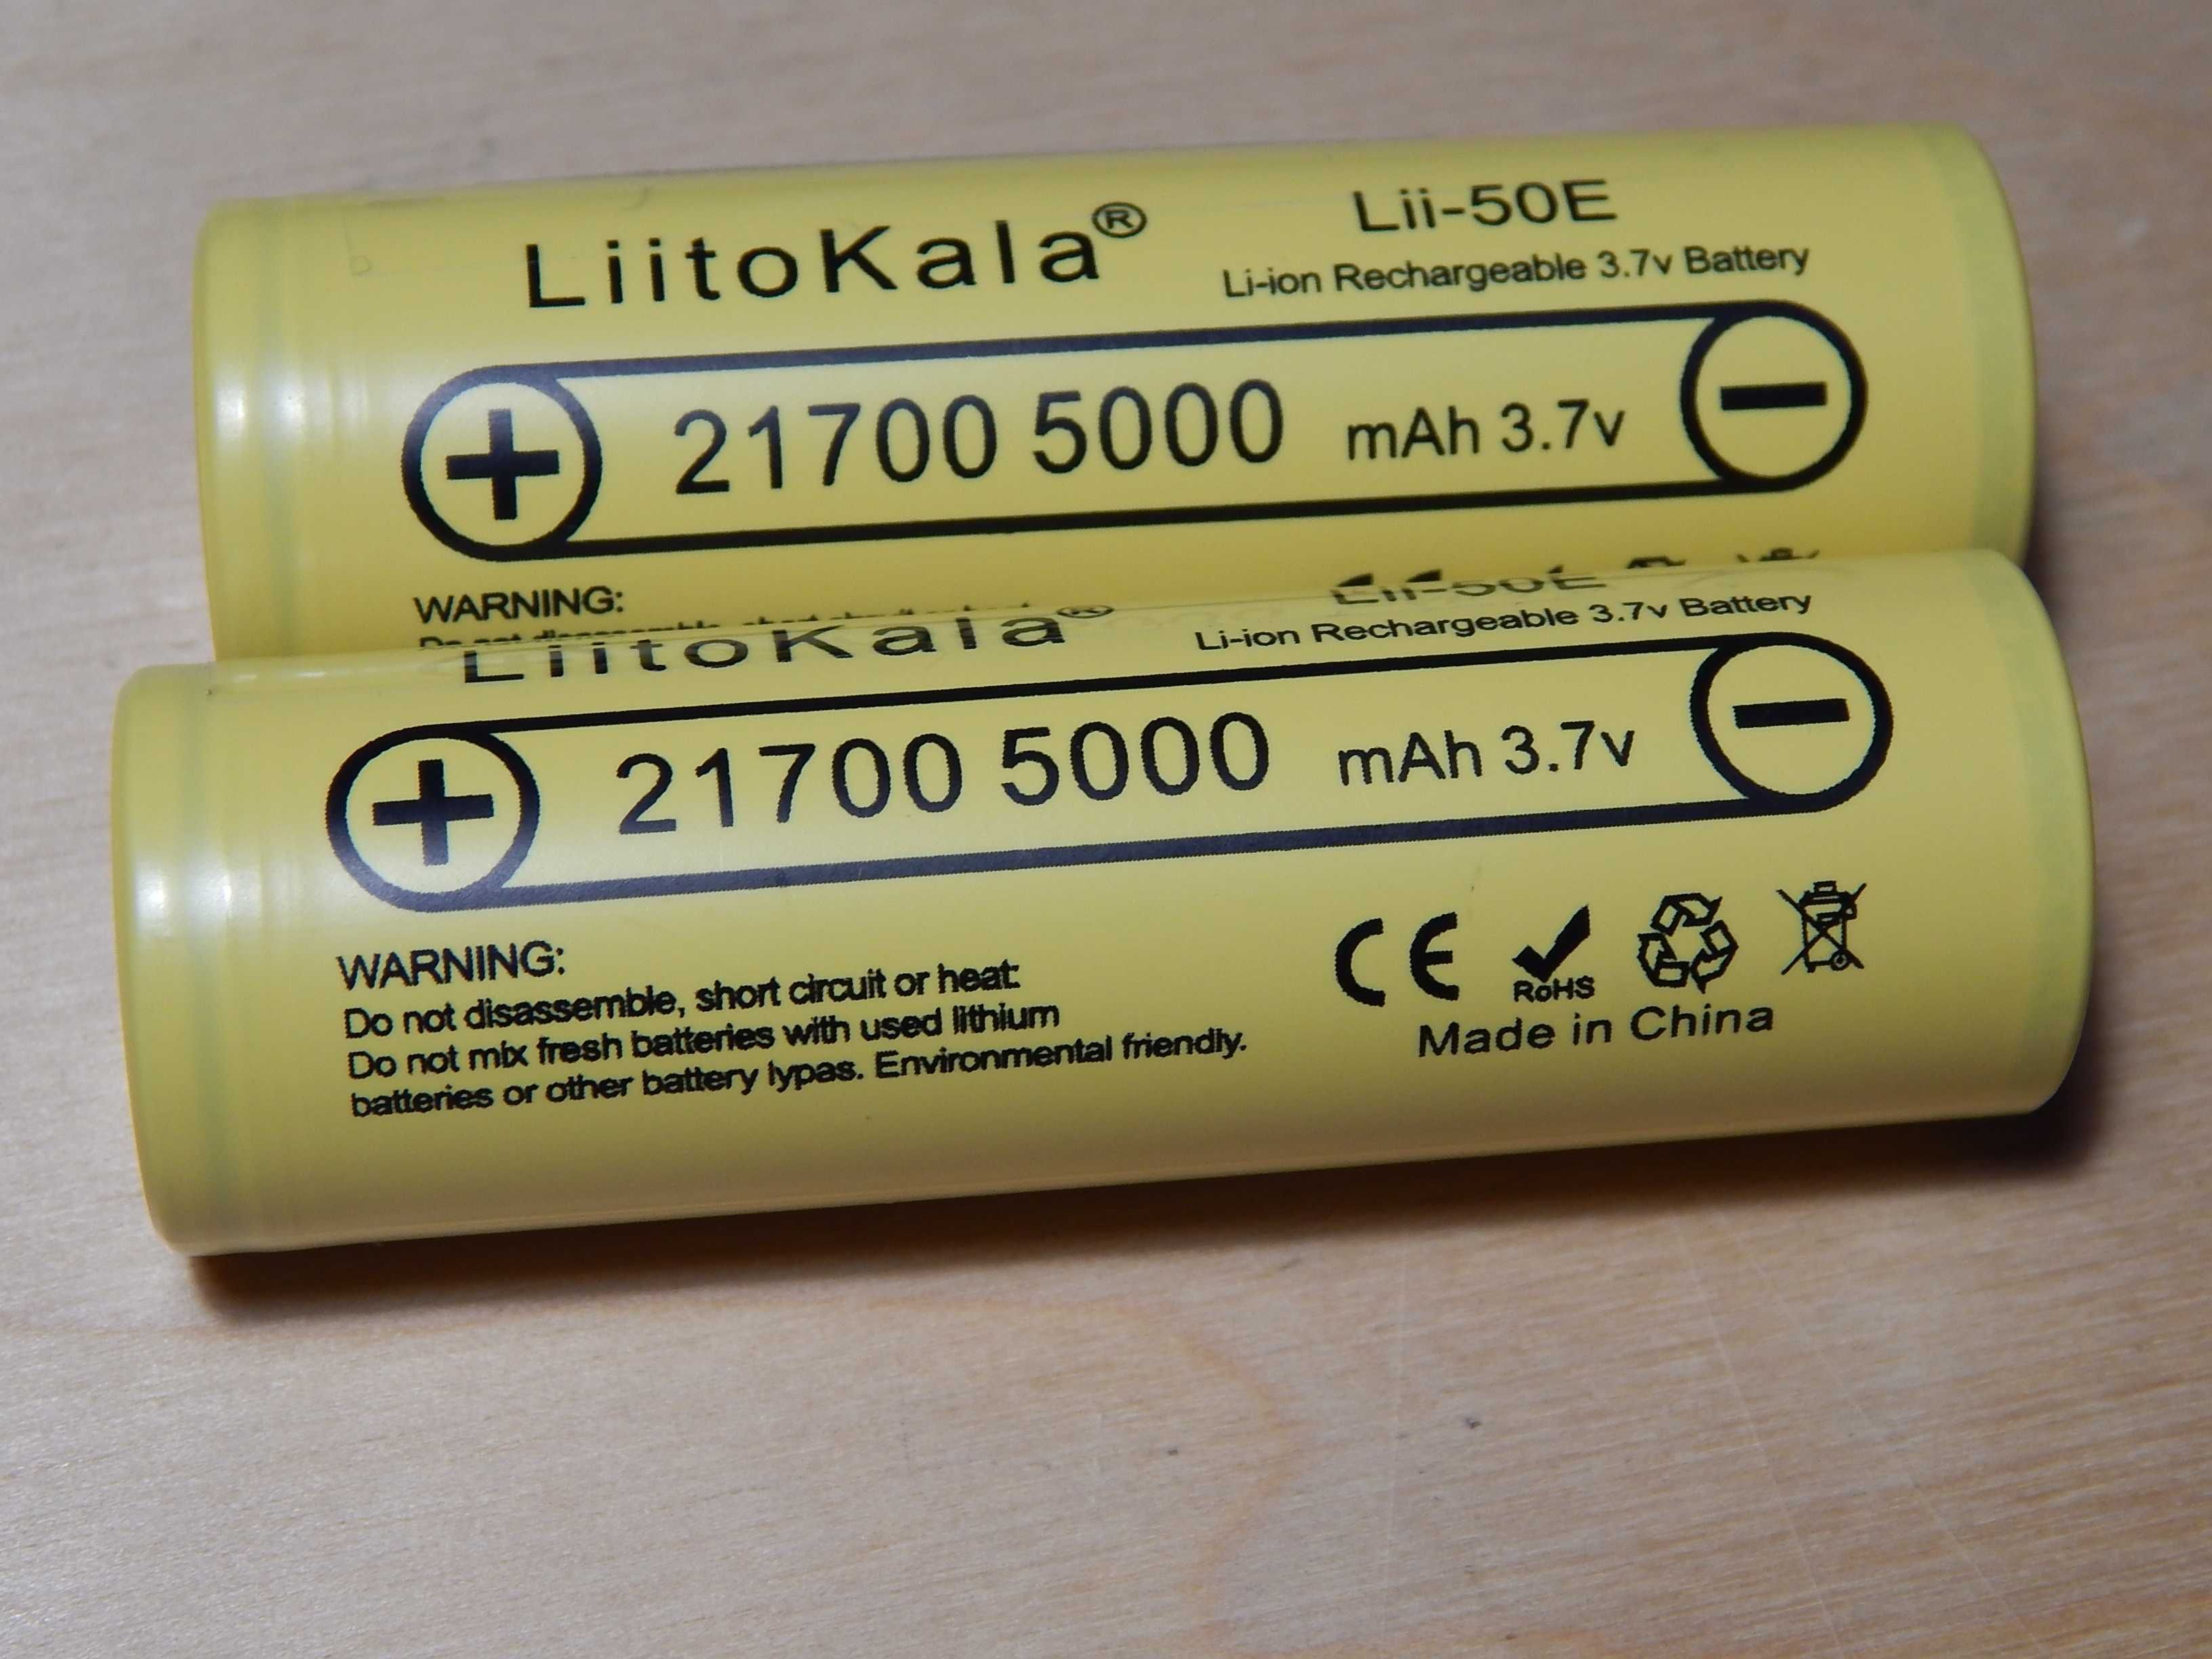 LiitoKala®
Lii-50E
Li-ion Rechargeable 3.7v Battery
+ 21700 5000 mAh 3.7v −
WARNING:
LiitoKala®
Lii-50E
Li-ion Rechargeable 3.7v Battery
+ 21700 5000 mAh 3.7v −
WARNING:
Do not disassemble, short circuit or heat.
Do not mix fresh batteries with used lithium
batteries or other battery lypas. Environmental friendly.
CE RoHS
Made in China